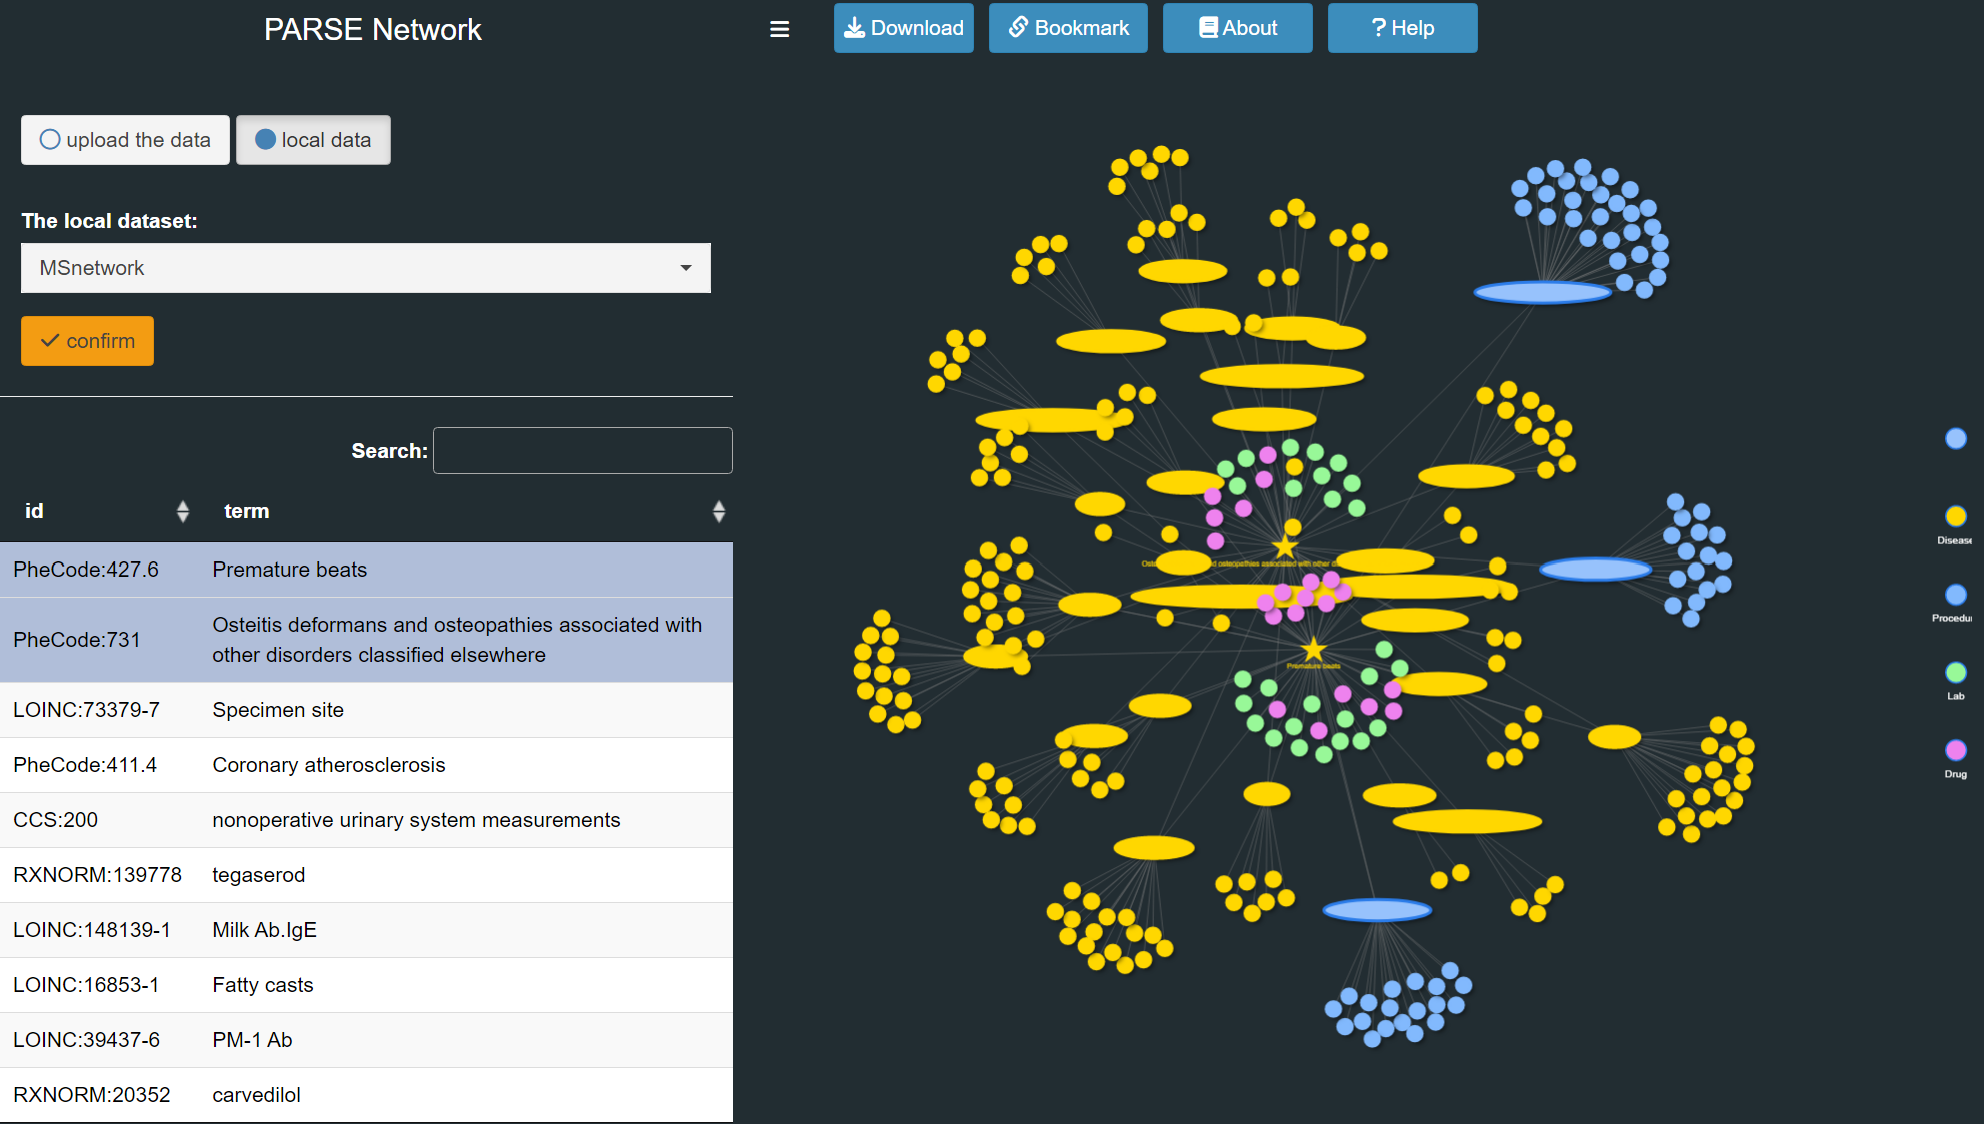 PARSE Network
Download
Bookmark
About
? Help
upload the data
local data
The local dataset:
MSnetwork
confirm
Search:
id
term
PheCode:427.6
Premature beats
PheCode:731
Osteitis deformans and osteopathies associated with
other disorders classified elsewhere
LOINC:73379-7
Specimen site
PheCode:411.4
Coronary atherosclerosis
CCS:200
nonoperative urinary system measurements
RXNORM:139778
tegaserod
LOINC:148139-1
Milk Ab.IgE
LOINC:16853-1
Fatty casts
LOINC:39437-6
PM-1 Ab
RXNORM:20352
carvedilol
d osteopathies associated with other d
Premature beats
Disease
Procedu
Lab
Drug